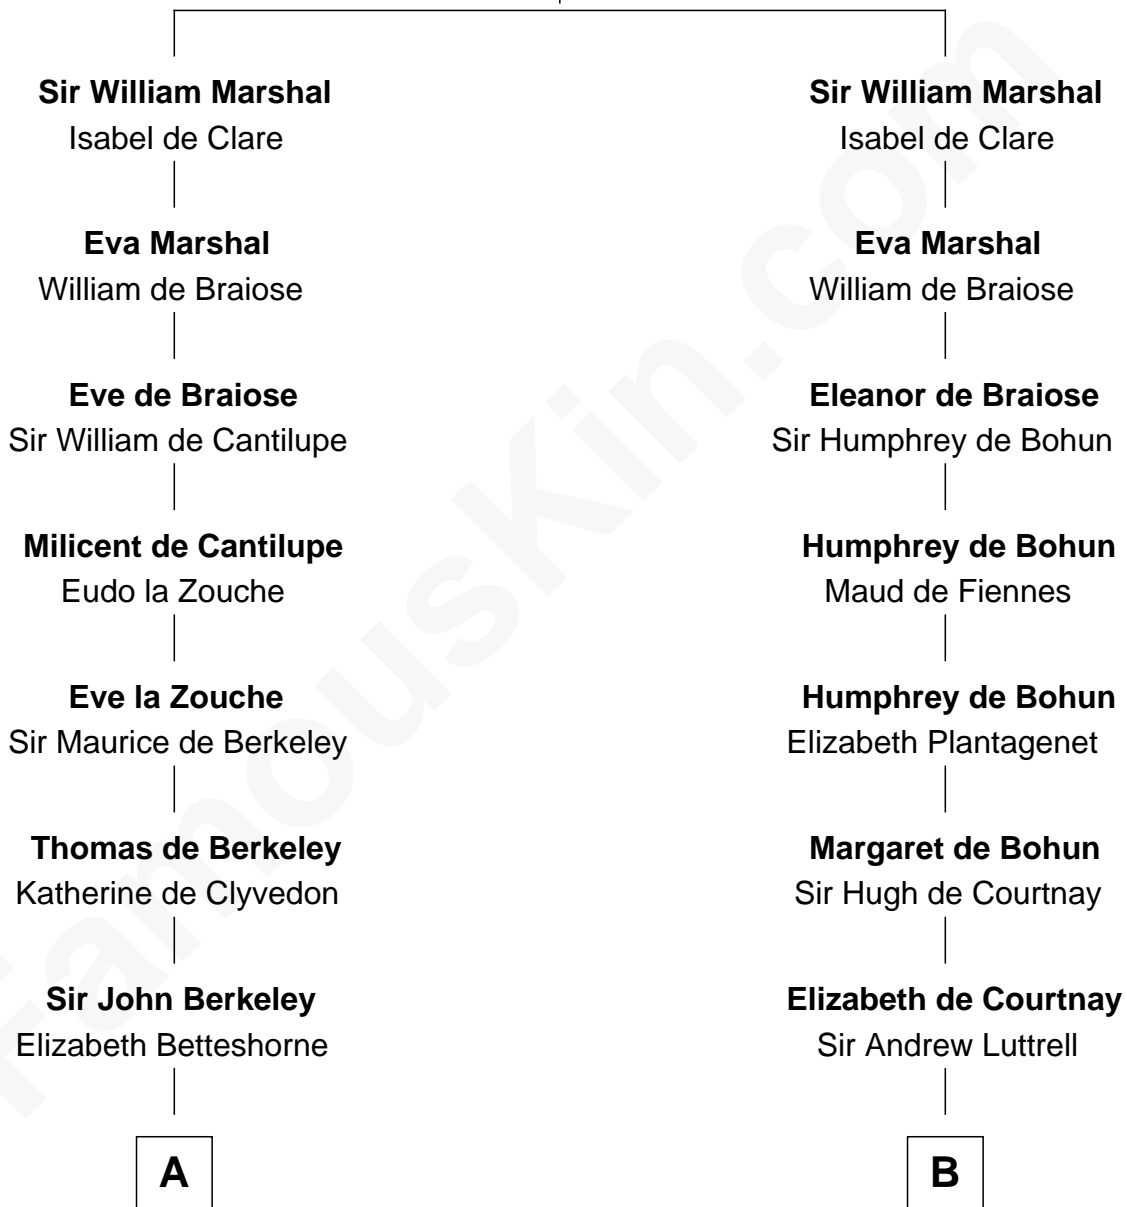 Sir William Marshal
Isabel de Clare
Eva Marshal
William de Braiose
Eve de Braiose
Sir William de Cantilupe
Milicent de Cantilupe
Eudo la Zouche
Eve la Zouche
Sir Maurice de Berkeley
Thomas de Berkeley
Katherine de Clyvedon
Sir John Berkeley
Elizabeth Betteshorne
A
Sir William Marshal
Isabel de Clare
Eva Marshal
William de Braiose
Eleanor de Braiose
Sir Humphrey de Bohun
Humphrey de Bohun
Maud de Fiennes
Humphrey de Bohun
Elizabeth Plantagenet
Margaret de Bohun
Sir Hugh de Courtnay
Elizabeth de Courtnay
Sir Andrew Luttrell
B
FamousKin.com